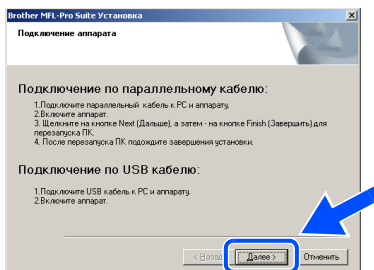 Brother MFL-Pro Suite Установка
Подключение аппарата
Подключение по параллельному кабелю:
1.Подключите параллельный кабель к PC и аппарату.
2.Включите аппарат.
3. Щелкните на кнопке Next (Дальше), а затем - на кнопке Finish (Завершить) для
перезапуска ПК.
4. После перезапуска ПК подождите завершения установки.
Подключение по USB кабелю:
1.Подключите USB кабель к PC и аппарату.
2.Включите аппарат.
< Назад Далее > Отменить